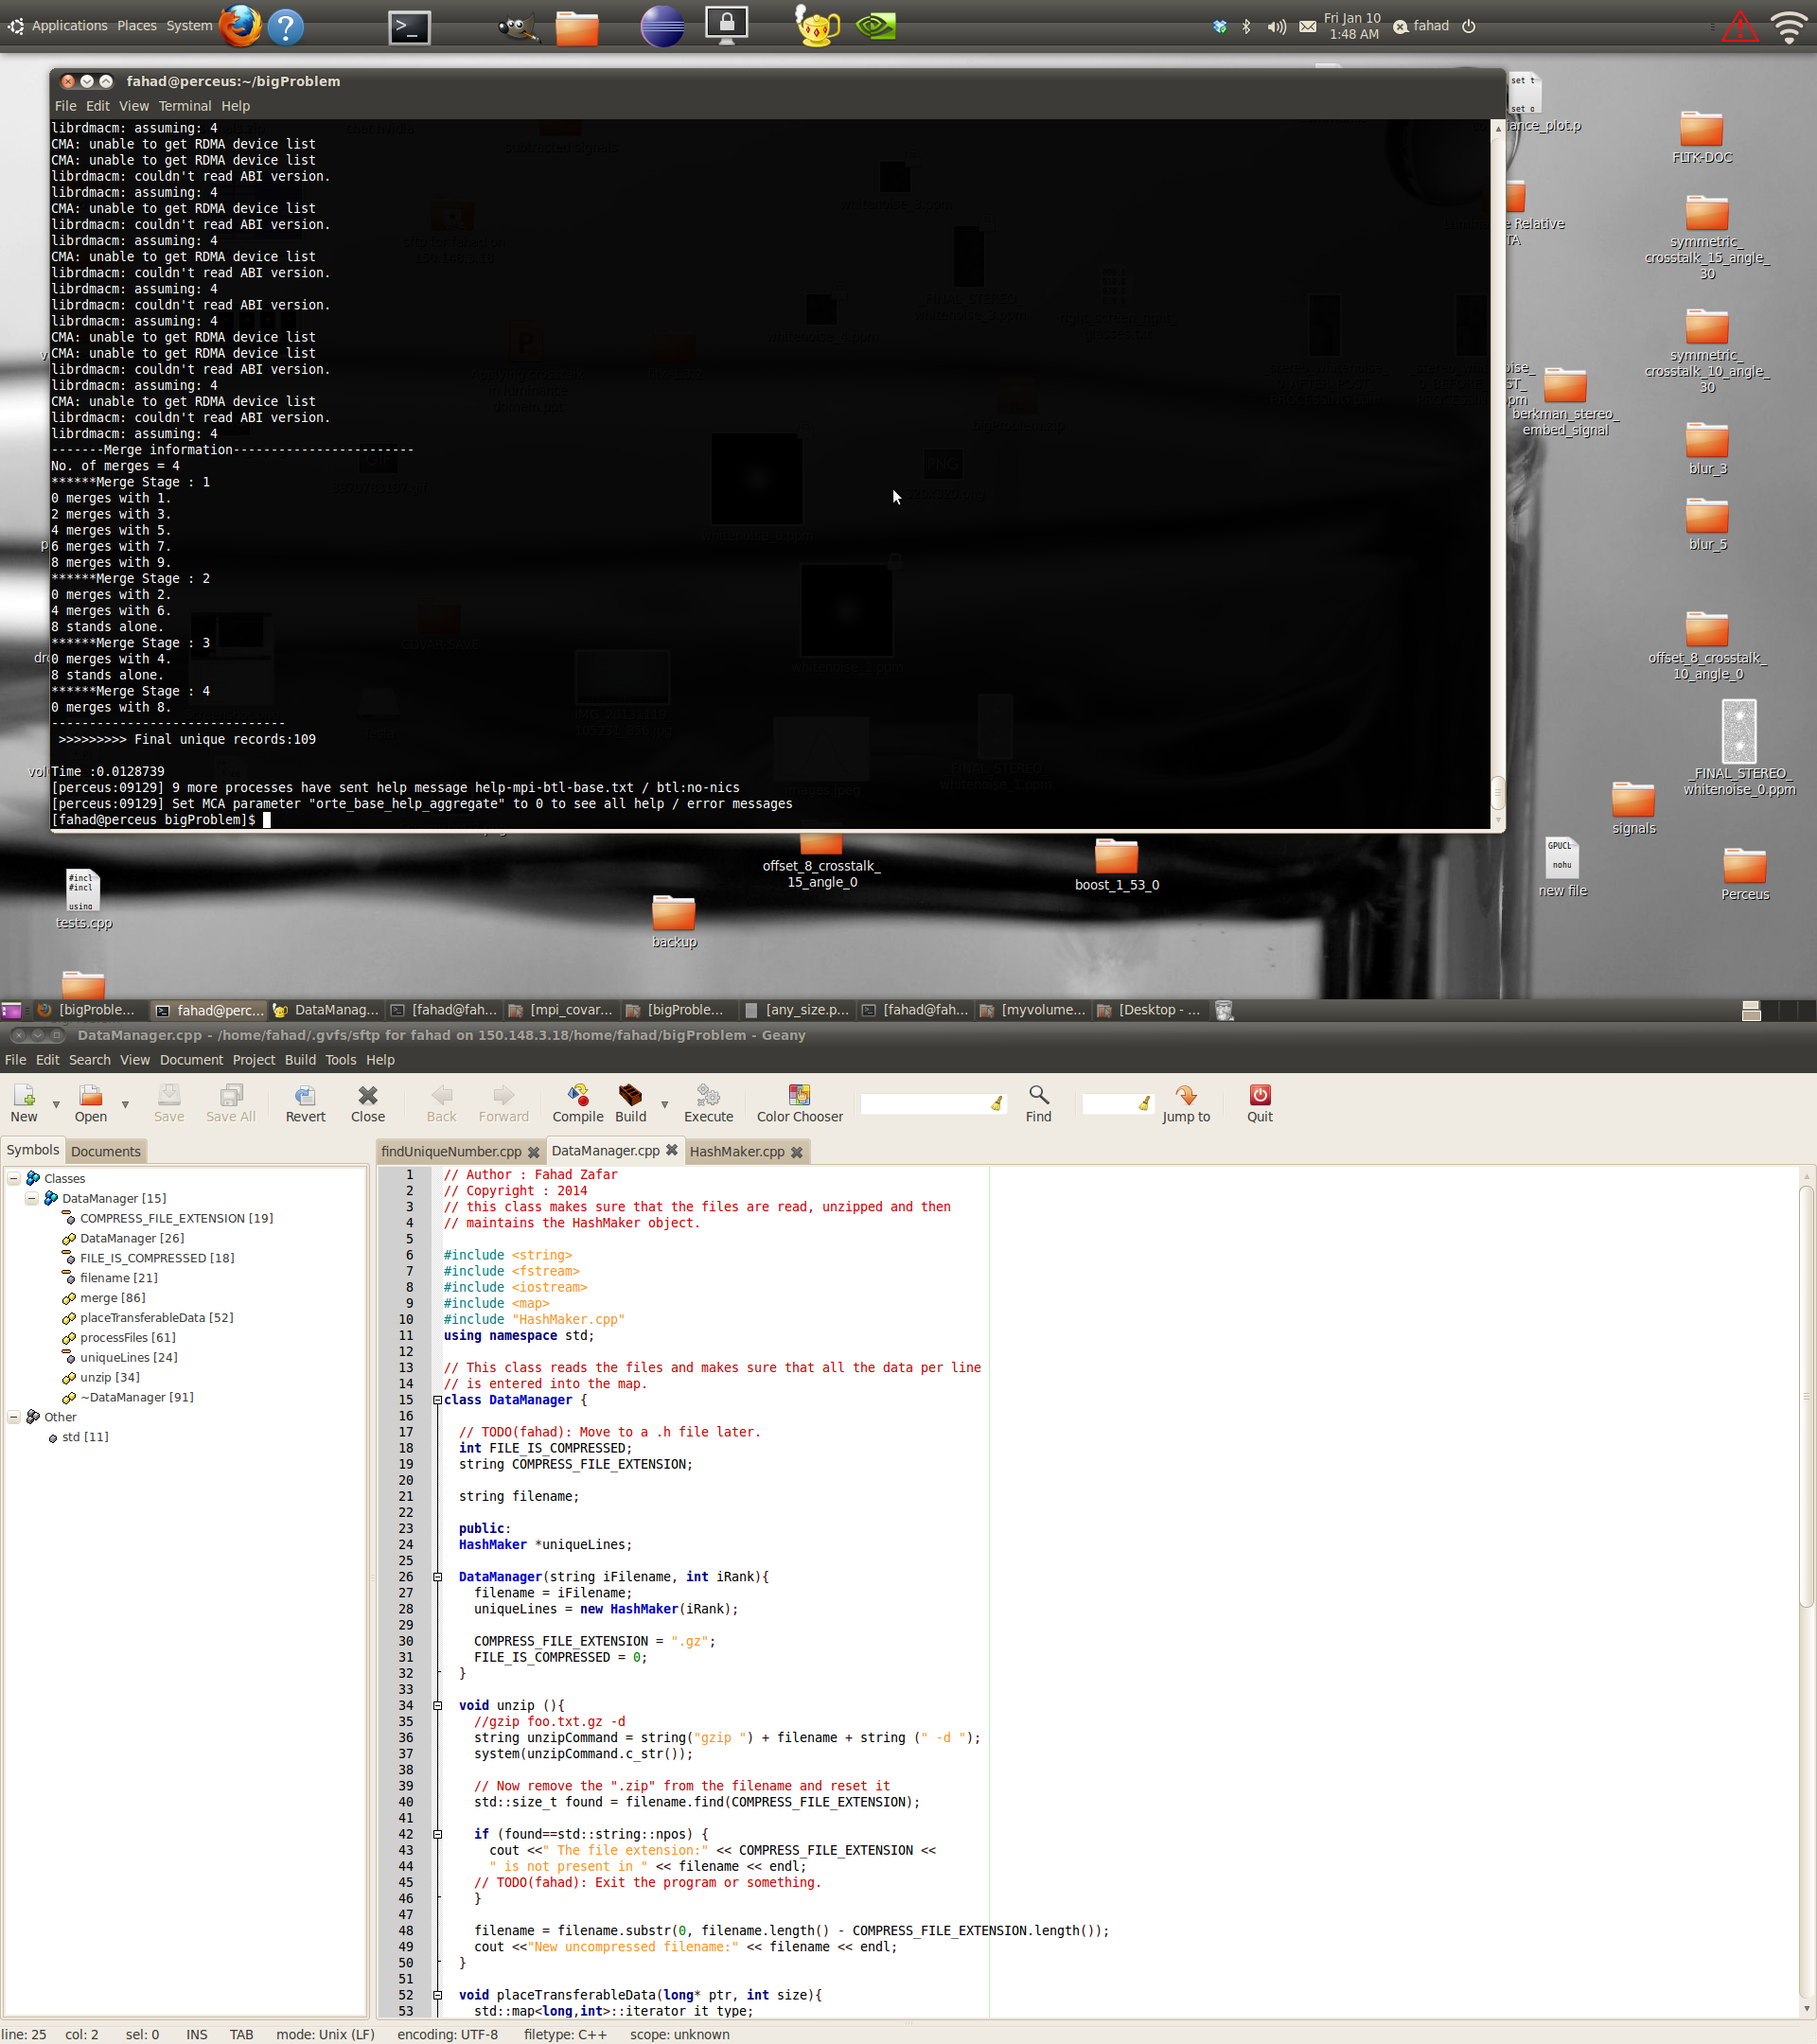 Applications Places System
Fri Jan 10
1:48 AM
fahad
fahad@perceus:~/bigProblem
File Edit View Terminal Help
librdmacm: assuming: 4
CMA: unable to get RDMA device list
CMA: unable to get RDMA device list
librdmacm: couldn't read ABI version.
librdmacm: assuming: 4
CMA: unable to get RDMA device list
librdmacm: couldn't read ABI version.
librdmacm: assuming: 4
CMA: unable to get RDMA device list
librdmacm: couldn't read ABI version.
librdmacm: assuming: 4
librdmacm: couldn't read ABI version.
librdmacm: assuming: 4
CMA: unable to get RDMA device list
CMA: unable to get RDMA device list
librdmacm: couldn't read ABI version.
librdmacm: assuming: 4
CMA: unable to get RDMA device list
librdmacm: couldn't read ABI version.
librdmacm: assuming: 4
-------Merge information------------------------
No. of merges = 4
******Merge Stage : 1
0 merges with 1.
2 merges with 3.
4 merges with 5.
6 merges with 7.
8 merges with 9.
******Merge Stage : 2
0 merges with 2.
4 merges with 6.
8 stands alone.
******Merge Stage : 3
0 merges with 4.
8 stands alone.
******Merge Stage : 4
0 merges with 8.
-------------------------------
>>>>>>>>> Final unique records:109
Time :0.0128739
[perceus:09129] 9 more processes have sent help message help-mpi-btl-base.txt / btl:no-nics
[perceus:09129] Set MCA parameter "orte_base_help_aggregate" to 0 to see all help / error messages
[fahad@perceus bigProblem]$
set t
set o
iance_plot.p
FLTK-DOC
e Relative
TA
symmetric_
crosstalk_15_angle_
30
symmetric_
crosstalk_10_angle_
30
berkman_stereo_
embed_signal
blur_3
blur_5
offset_8_crosstalk_
10_angle_0
_FINAL_STEREO_
whitenoise_0.ppm
signals
GPUCL
nohu
new file
Perceus
#incl
#incl
using
tests.cpp
offset_8_crosstalk_
15_angle_0
boost_1_53_0
backup
[bigProble...
fahad@perc...
DataManag...
[fahad@fah...
[mpi_covar...
[bigProble...
[any_size.p...
[fahad@fah...
[myvolume...
[Desktop - ...
DataManager.cpp - /home/fahad/.gvfs/sftp for fahad on 150.148.3.18/home/fahad/bigProblem - Geany
File Edit Search View Document Project Build Tools Help
New Open Save Save All Revert Close Back Forward Compile Build Execute Color Chooser Find Jump to Quit
Symbols Documents
Classes
DataManager [15]
COMPRESS_FILE_EXTENSION [19]
DataManager [26]
FILE_IS_COMPRESSED [18]
filename [21]
merge [86]
placeTransferableData [52]
processFiles [61]
uniqueLines [24]
unzip [34]
~DataManager [91]
Other
std [11]
findUniqueNumber.cpp DataManager.cpp HashMaker.cpp
1 // Author : Fahad Zafar
2 // Copyright : 2014
3 // this class makes sure that the files are read, unzipped and then
4 // maintains the HashMaker object.
5
6 #include <string>
7 #include <fstream>
8 #include <iostream>
9 #include <map>
10 #include "HashMaker.cpp"
11 using namespace std;
12
13 // This class reads the files and makes sure that all the data per line
14 // is entered into the map.
15 class DataManager {
16
17 // TODO(fahad): Move to a .h file later.
18 int FILE_IS_COMPRESSED;
19 string COMPRESS_FILE_EXTENSION;
20
21 string filename;
22
23 public:
24 HashMaker *uniqueLines;
25
26 DataManager(string iFilename, int iRank){
27 filename = iFilename;
28 uniqueLines = new HashMaker(iRank);
29
30 COMPRESS_FILE_EXTENSION = ".gz";
31 FILE_IS_COMPRESSED = 0;
32 }
33
34 void unzip (){
35 //gzip foo.txt.gz -d
36 string unzipCommand = string("gzip ") + filename + string (" -d ");
37 system(unzipCommand.c_str());
38
39 // Now remove the ".zip" from the filename and reset it
40 std::size_t found = filename.find(COMPRESS_FILE_EXTENSION);
41
42 if (found==std::string::npos) {
43 cout <<" The file extension:" << COMPRESS_FILE_EXTENSION <<
44 " is not present in " << filename << endl;
45 // TODO(fahad): Exit the program or something.
46 }
47
48 filename = filename.substr(0, filename.length() - COMPRESS_FILE_EXTENSION.length());
49 cout <<"New uncompressed filename:" << filename << endl;
50 }
51
52 void placeTransferableData(long* ptr, int size){
53 std::map<long,int>::iterator it_type;
line: 25 col: 2 sel: 0 INS TAB mode: Unix (LF) encoding: UTF-8 filetype: C++ scope: unknown